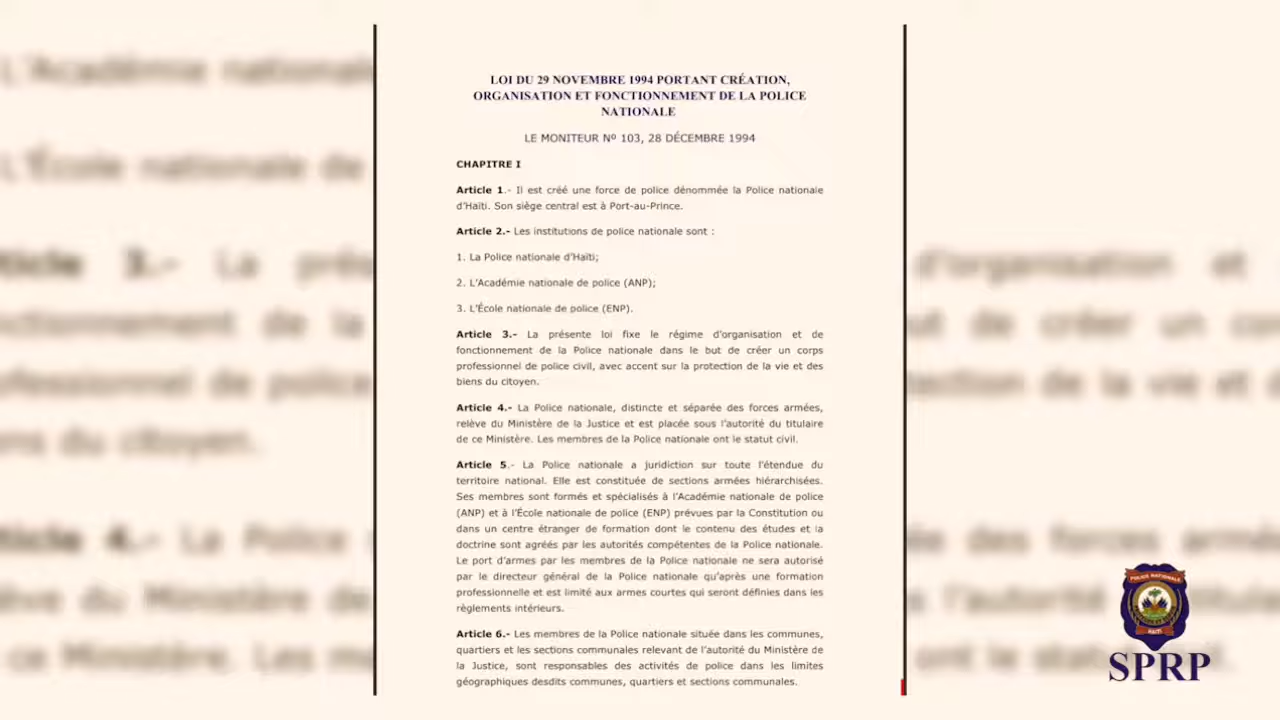 LOI DU 29 NOVEMBRE 1994 PORTANT CRÉATION,
ORGANISATION ET FONCTIONNEMENT DE LA POLICE
NATIONALE
LE MONITEUR Nº 103, 28 DÉCEMBRE 1994
CHAPITRE I
Article 1.- Il est créé une force de police dénommée la Police nationale
d’Haïti. Son siège central est à Port-au-Prince.
Article 2.- Les institutions de police nationale sont :
1. La Police nationale d’Haïti;
2. L’Académie nationale de police (ANP);
3. L’École nationale de police (ENP).
Article 3.- La présente loi fixe le régime d’organisation et de
fonctionnement de la Police nationale dans le but de créer un corps
professionnel de police civil, avec accent sur la protection de la vie et des
biens du citoyen.
Article 4.- La Police nationale, distincte et séparée des forces armées,
relève du Ministère de la Justice et est placée sous l’autorité du titulaire
de ce Ministère. Les membres de la Police nationale ont le statut civil.
Article 5.- La Police nationale a juridiction sur toute l’étendue du
territoire national. Elle est constituée de sections armées hiérarchisées.
Ses membres sont formés et spécialisés à l’Académie nationale de police
(ANP) et à l’École nationale de police (ENP) prévues par la Constitution ou
dans un centre étranger de formation dont le contenu des études et la
doctrine sont agréés par les autorités compétentes de la Police nationale.
Le port d’armes par les membres de la Police nationale ne sera autorisé
par le directeur général de la Police nationale qu’après une formation
professionnelle et est limité aux armes courtes qui seront définies dans les
règlements intérieurs.
Article 6.- Les membres de la Police nationale située dans les communes,
quartiers et les sections communales relevant de l’autorité du Ministère de
la Justice, sont responsables des activités de police dans les limites
géographiques desdits communes, quartiers et sections communales.
POLICE NATIONALE
HAITI
SPRP